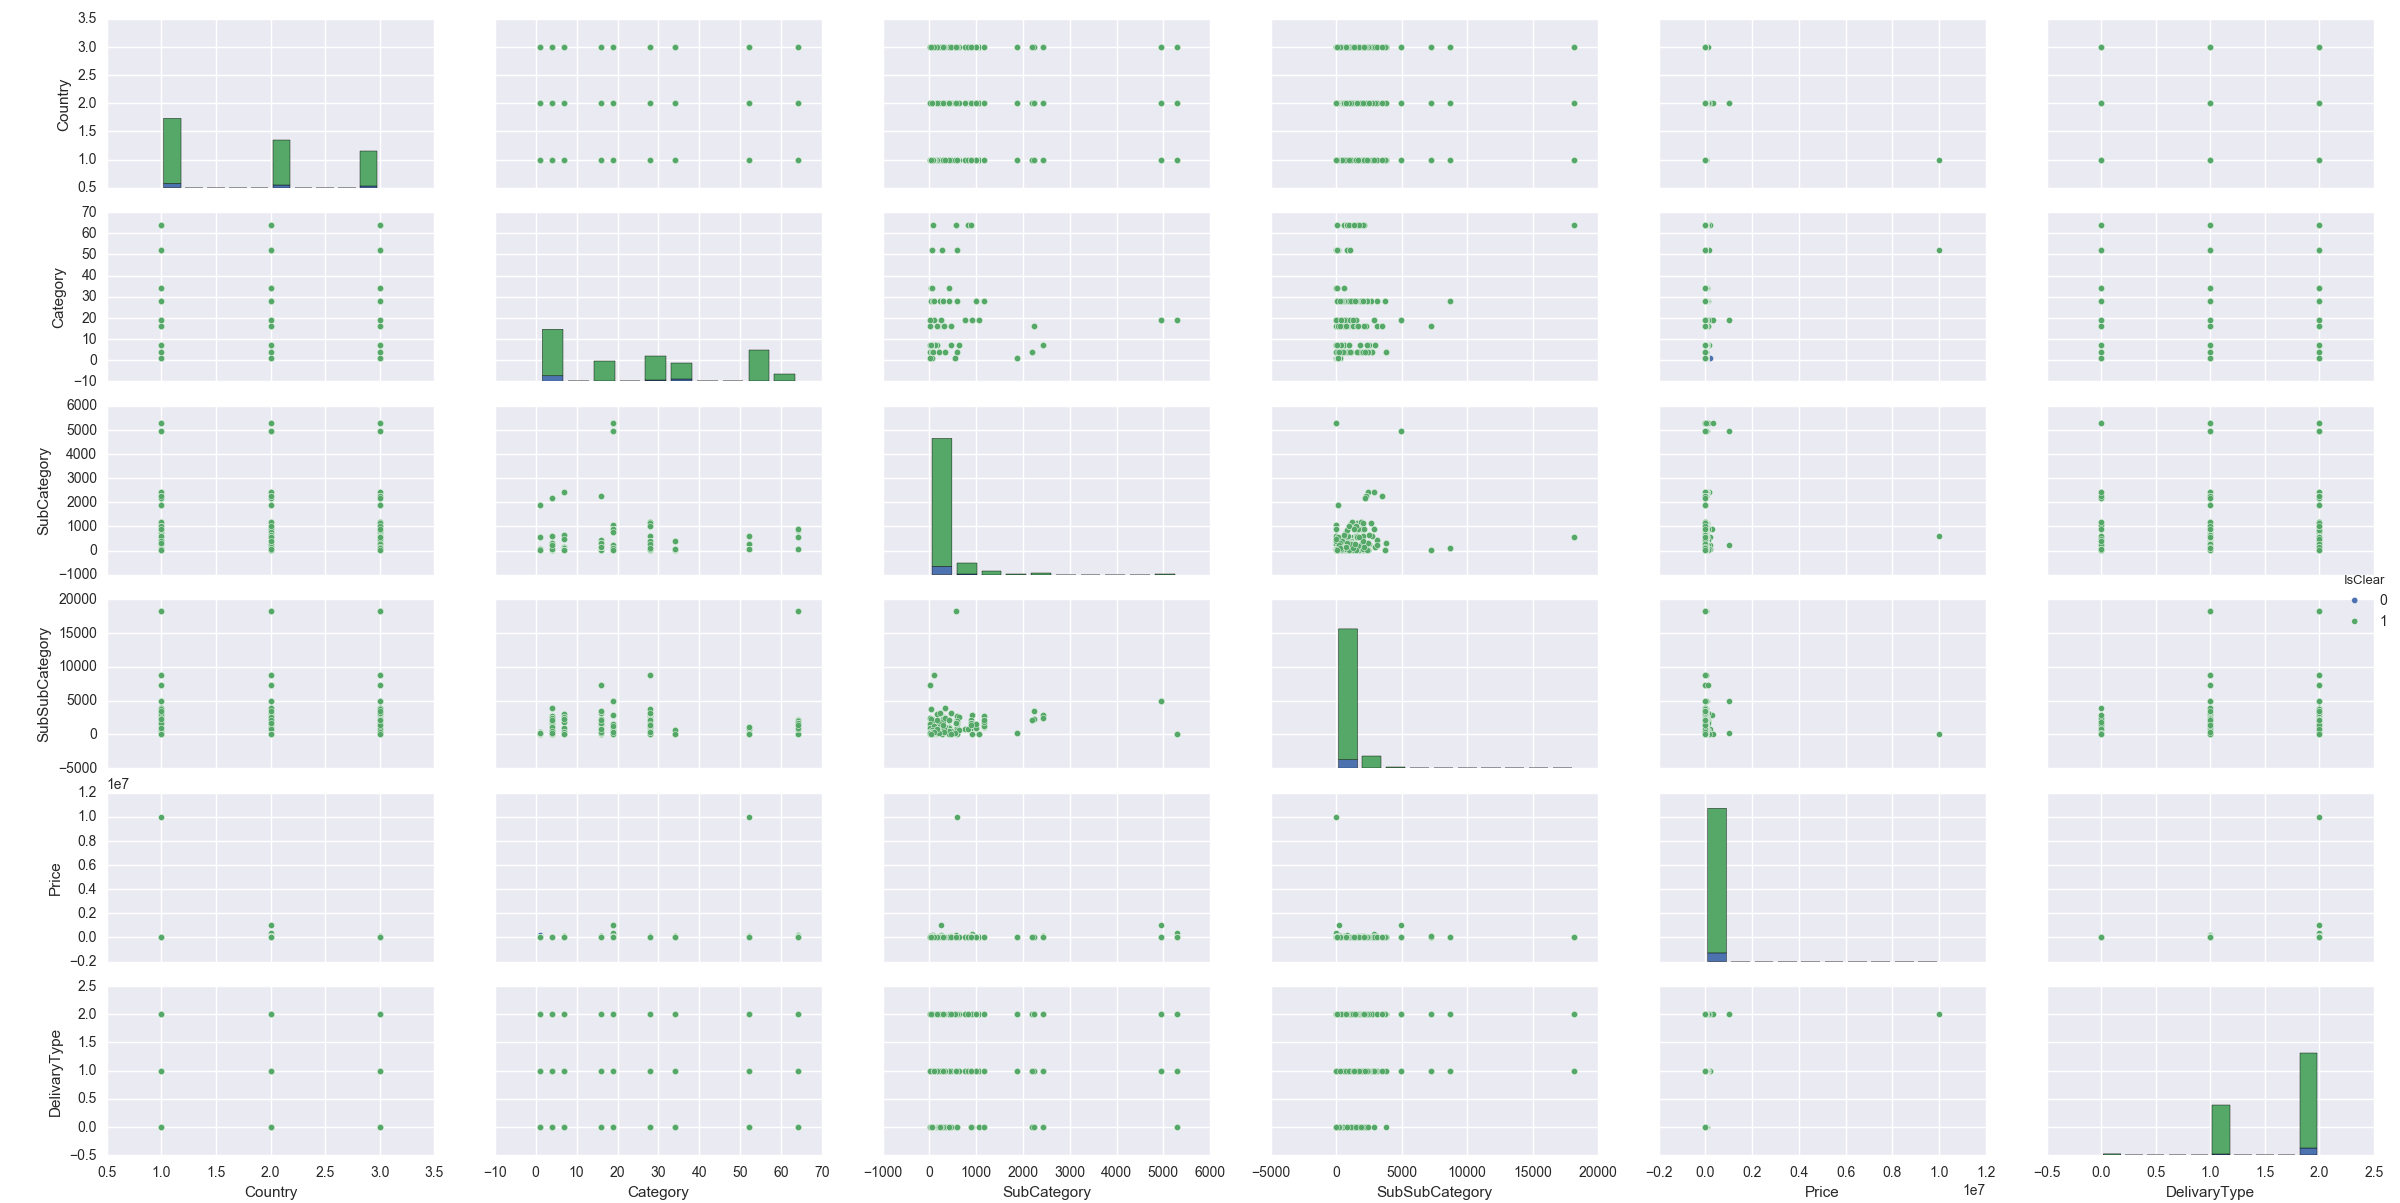 3.5
3.0
2.5
2.0
1.5
1.0
0.5
Country
70
60
50
40
30
20
10
0
−10
Category
6000
5000
4000
3000
2000
1000
0
−1000
SubCategory
IsClear
0
1
20000
15000
10000
5000
0
−5000
SubSubCategory
1e7
1.2
1.0
0.8
0.6
0.4
0.2
0.0
−0.2
Price
2.5
2.0
1.5
1.0
0.5
0.0
−0.5
DelivaryType
0.5 1.0 1.5 2.0 2.5 3.0 3.5
Country
−10 0 10 20 30 40 50 60 70
Category
−1000 0 1000 2000 3000 4000 5000 6000
SubCategory
−5000 0 5000 10000 15000 20000
SubSubCategory
−0.2 0.0 0.2 0.4 0.6 0.8 1.0 1.2
Price 1e7
−0.5 0.0 0.5 1.0 1.5 2.0 2.5
DelivaryType